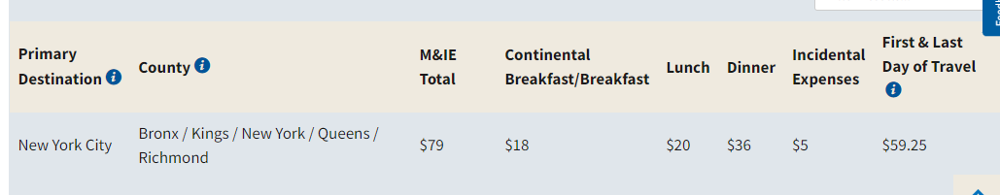 Primary Destination
County
M&IE Total
Continental Breakfast/Breakfast
Lunch
Dinner
Incidental Expenses
First & Last Day of Travel
New York City
Bronx / Kings / New York / Queens /
Richmond
$79
$18
$20
$36
$5
$59.25